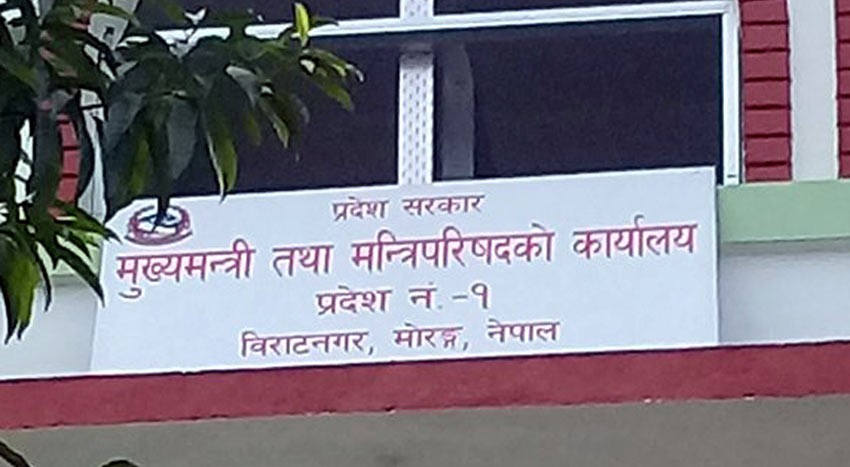 प्रदेश सरकार
मुख्यमन्त्री तथा मन्त्रिपरिषदको कार्यालय
प्रदेश नं.-१
विराटनगर, मोरङ्ग, नेपाल